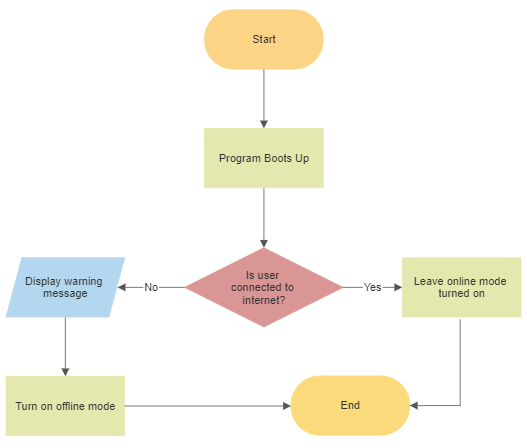 Start
Program Boots Up
Is user
connected to
internet?
No
Yes
Display warning
message
Leave online mode
turned on
Turn on offline mode
End